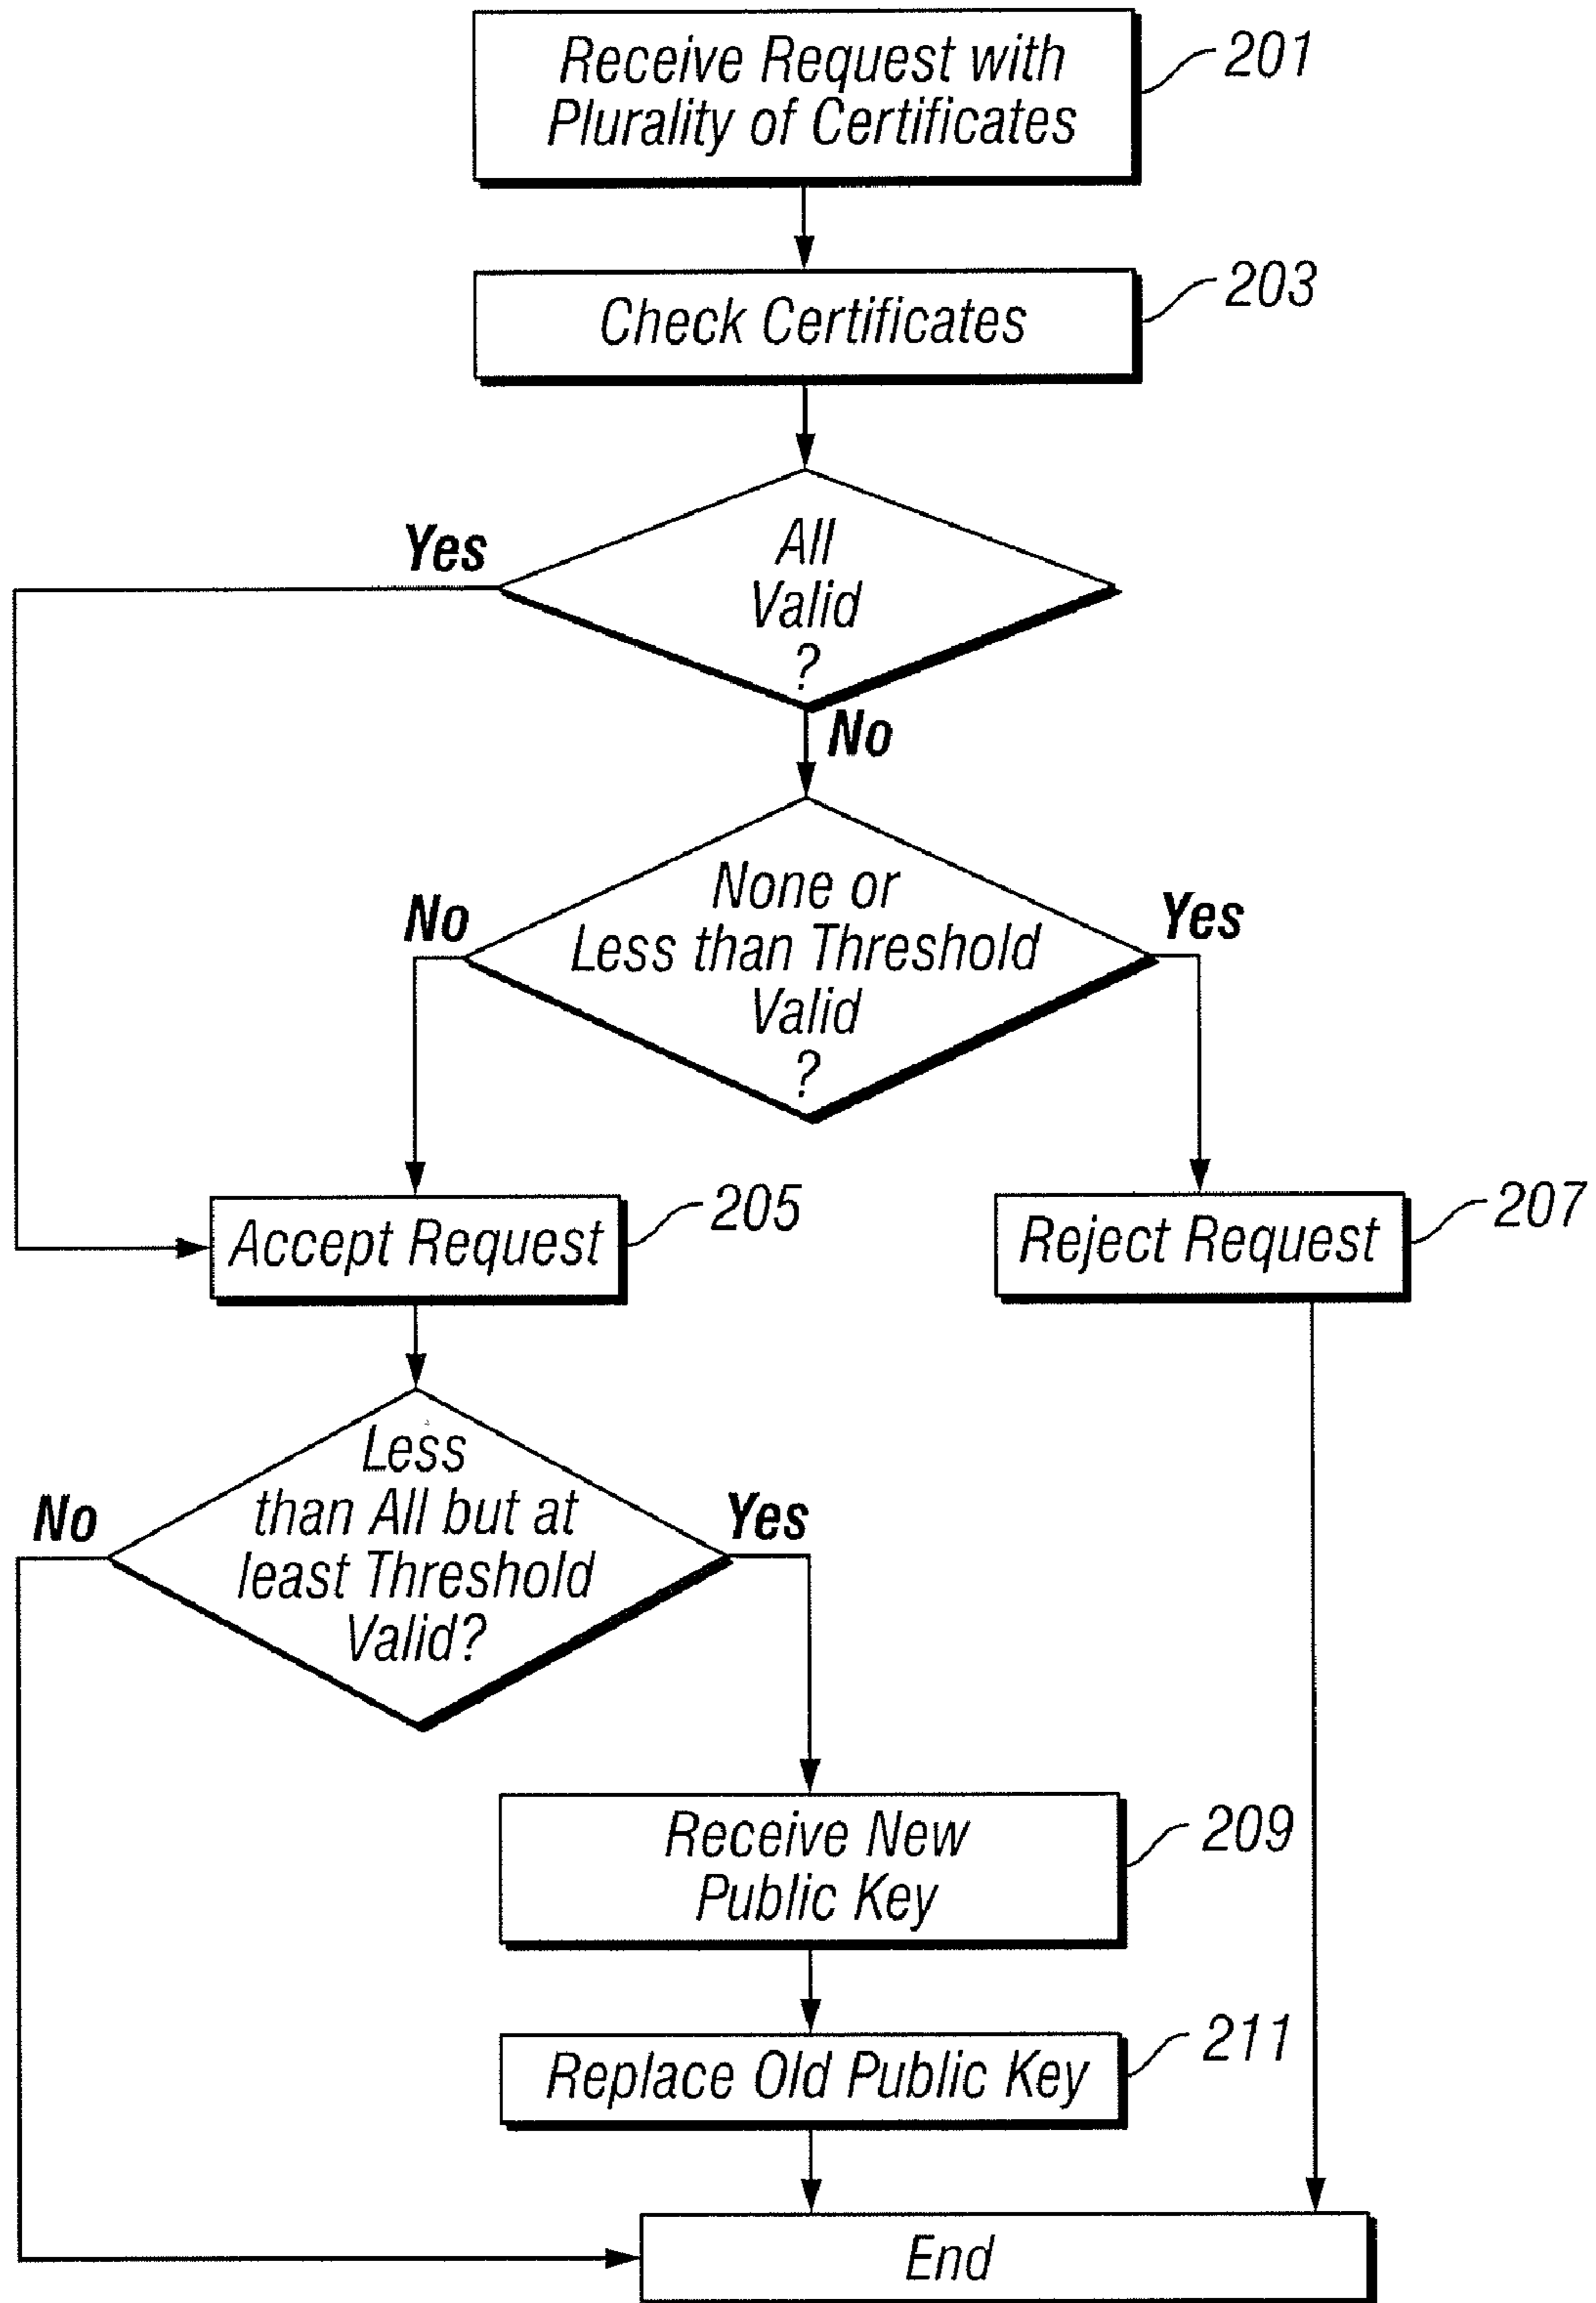 Receive Request with
Plurality of Certificates
201
Check Certificates
203
All
Valid
?
Yes
No
None or
Less than Threshold
Valid
?
No
Yes
Accept Request
205
Reject Request
207
Less
than All but at
least Threshold
Valid?
No
Yes
Receive New
Public Key
209
Replace Old Public Key
211
End